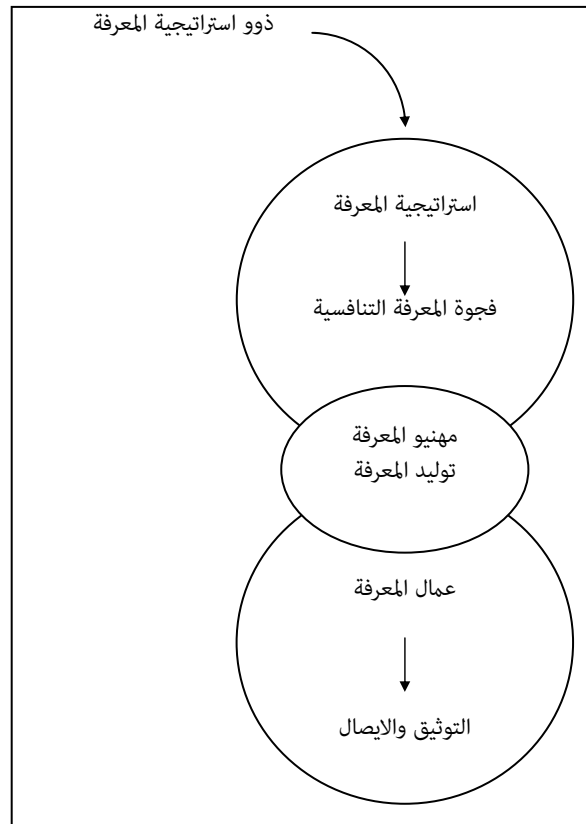 ذوو استراتيجية المعرفة
استراتيجية المعرفة
فجوة المعرفة التنافسية
مهنيو المعرفة
توليد المعرفة
عمال المعرفة
التوثيق والايصال